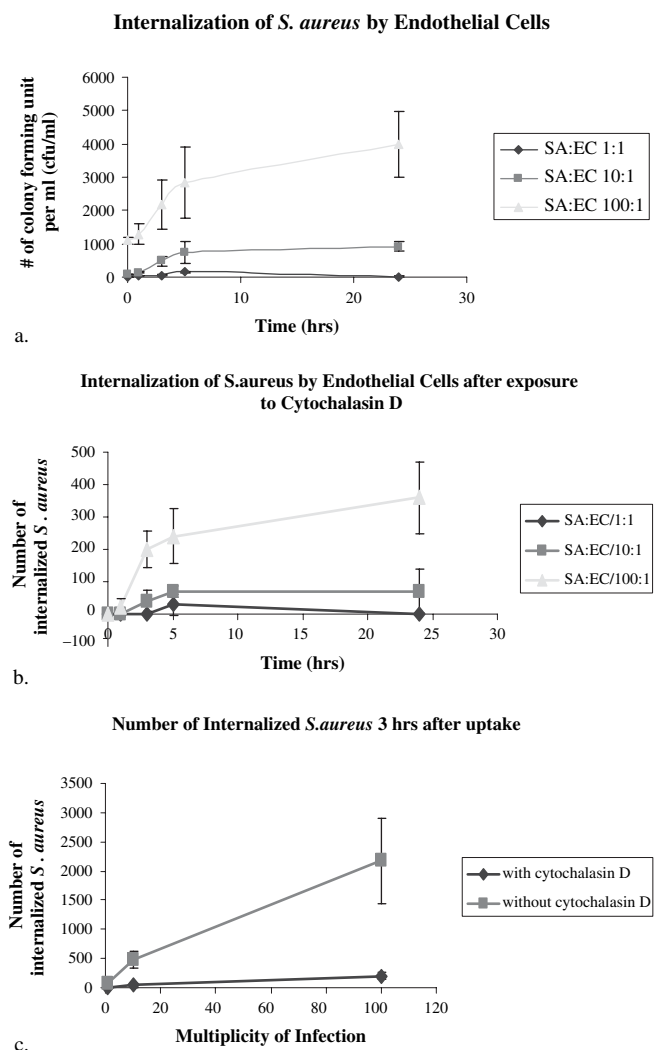 Internalization of S. aureus by Endothelial Cells
# of colony forming unit
per ml (cfu/ml)
6000
5000
4000
3000
2000
1000
0
0
10
20
30
Time (hrs)
SA:EC 1:1
SA:EC 10:1
SA:EC 100:1
a.
Internalization of S.aureus by Endothelial Cells after exposure
to Cytochalasin D
Number of
internalized S . aureus
500
400
300
200
100
0
−100
0
5
10
15
20
25
30
Time (hrs)
SA:EC/1:1
SA:EC/10:1
SA:EC/100:1
b.
Number of Internalized S.aureus 3 hrs after uptake
Number of
internalized S . aureus
3500
3000
2500
2000
1500
1000
500
0
0
20
40
60
80
100
120
Multiplicity of Infection
with cytochalasin D
without cytochalasin D
c.